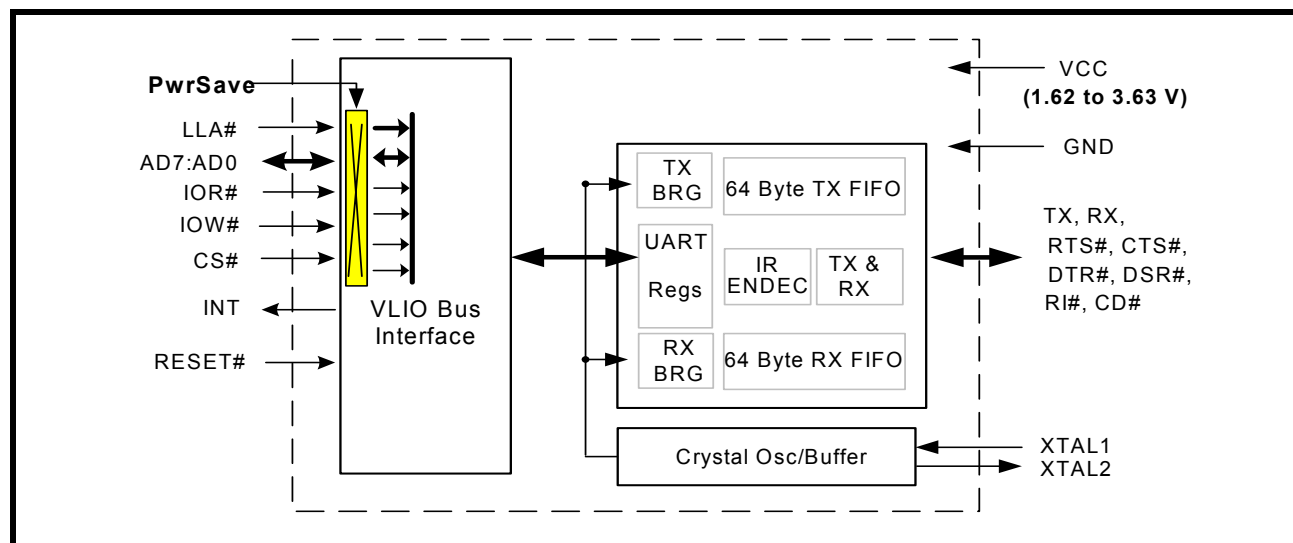 PwrSave
LLA#
AD7:AD0
IOR#
IOW#
CS#
INT
RESET#
VLIO Bus
Interface
TX
BRG
64 Byte TX FIFO
UART
Regs
IR
ENDEC
TX &
RX
RX
BRG
64 Byte RX FIFO
Crystal Osc/Buffer
VCC
(1.62 to 3.63 V)
GND
TX, RX,
RTS#, CTS#,
DTR#, DSR#,
RI#, CD#
XTAL1
XTAL2